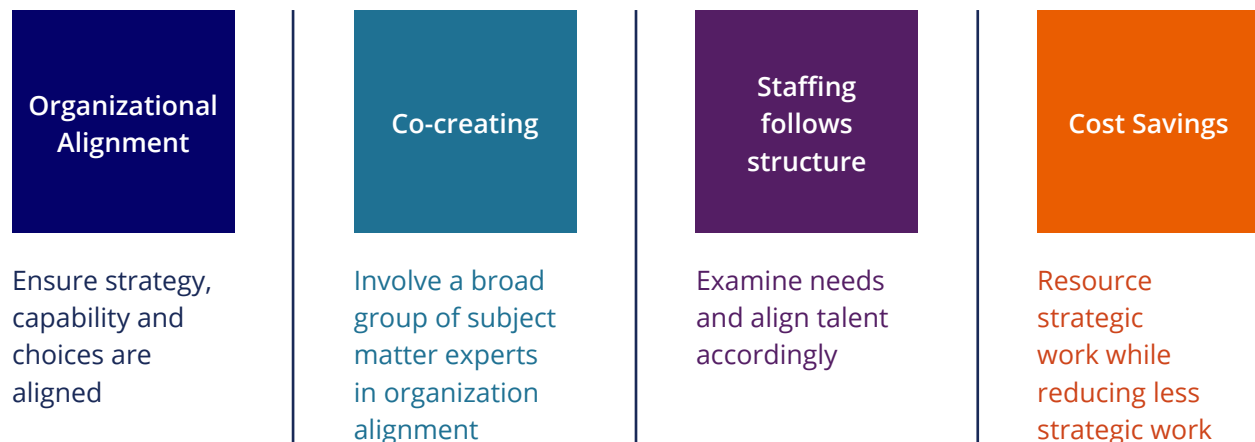 Organizational
Alignment
Ensure strategy,
capability and
choices are
aligned
Co-creating
Involve a broad
group of subject
matter experts
in organization
alignment
Staffing
follows
structure
Examine needs
and align talent
accordingly
Cost Savings
Resource
strategic
work while
reducing less
strategic work